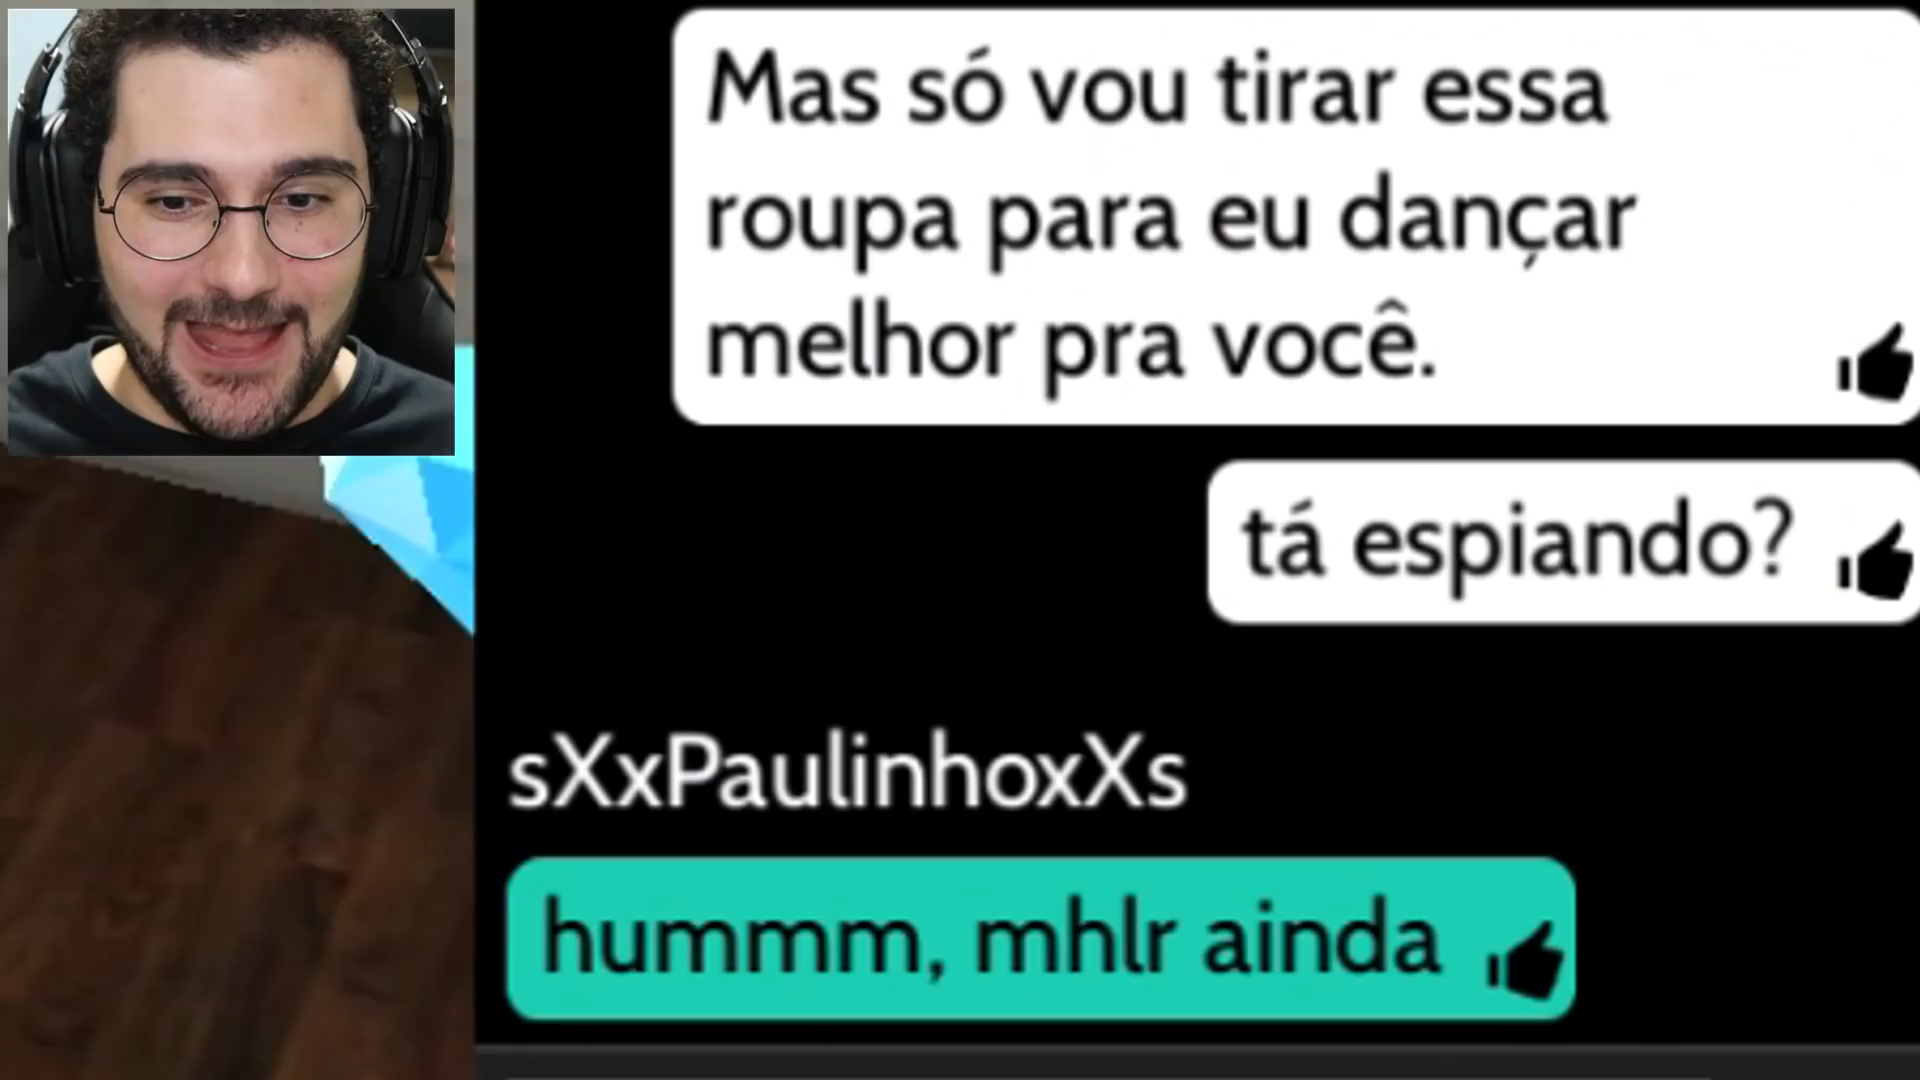 Mas só vou tirar essa
roupa para eu dançar
melhor pra você.
tá espiando?
sXxPaulinhoxXs
hummm, mhlr ainda